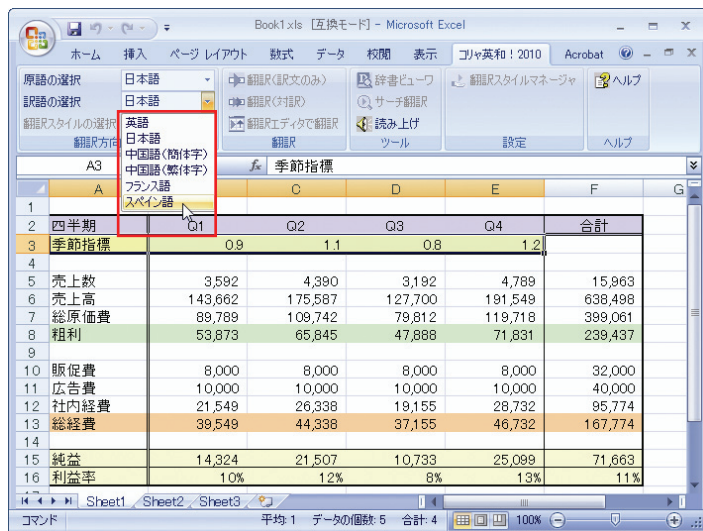 Book1.xls [互換モード] - Microsoft Excel
ホーム 挿入 ページ レイアウト 数式 データ 校閲 表示 コリャ英和！2010 Acrobat
原語の選択 日本語 翻訳(訳文のみ) 辞書ビューワ 翻訳スタイルマネージャ ヘルプ
訳語の選択 日本語 翻訳(対訳) サーチ翻訳
翻訳スタイルの選択 翻訳エディタで翻訳 読み上げ
翻訳方向 翻訳 ツール 設定 ヘルプ
英語
日本語
中国語(簡体字)
中国語(繁体字)
フランス語
スペイン語
A3 fx 季節指標
A C D E F G
1
2 四半期 Q1 Q2 Q3 Q4 合計
3 季節指標 0.9 1.1 0.8 1.2
4
5 売上数 3,592 4,390 3,192 4,789 15,963
6 売上高 143,662 175,587 127,700 191,549 638,498
7 総原価費 89,789 109,742 79,812 119,718 399,061
8 粗利 53,873 65,845 47,888 71,831 239,437
9
10 販促費 8,000 8,000 8,000 8,000 32,000
11 広告費 10,000 10,000 10,000 10,000 40,000
12 社内経費 21,549 26,338 19,155 28,732 95,774
13 総経費 39,549 44,338 37,155 46,732 167,774
14
15 純益 14,324 21,507 10,733 25,099 71,663
16 利益率 10% 12% 8% 13% 11%
Sheet1 Sheet2 Sheet3
コマンド 平均: 1 データの個数: 5 合計: 4 100%